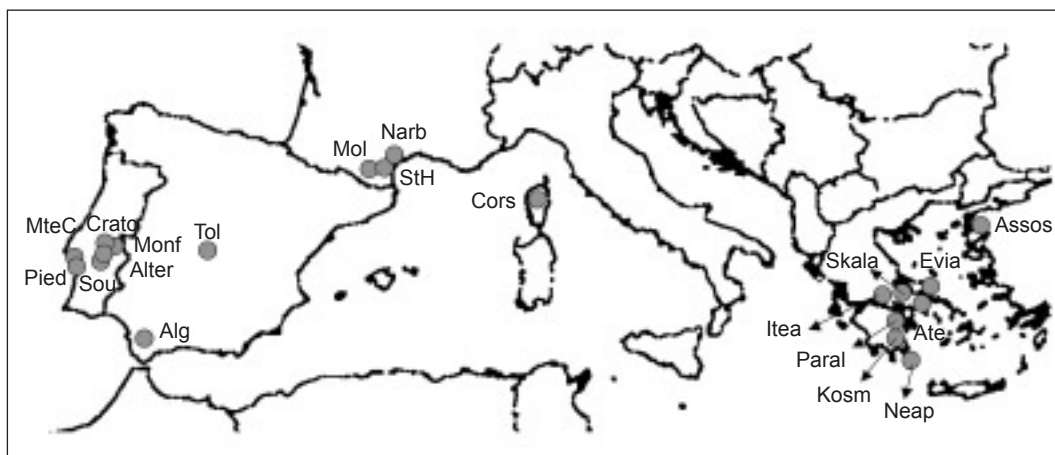 Narb
Mol
StH
Cors
MteC
Crato
Tol
Monf
Assos
Pied
Sou
Alter
Skala
Evia
Alg
Itea
Ate
Paral
Kosm
Neap